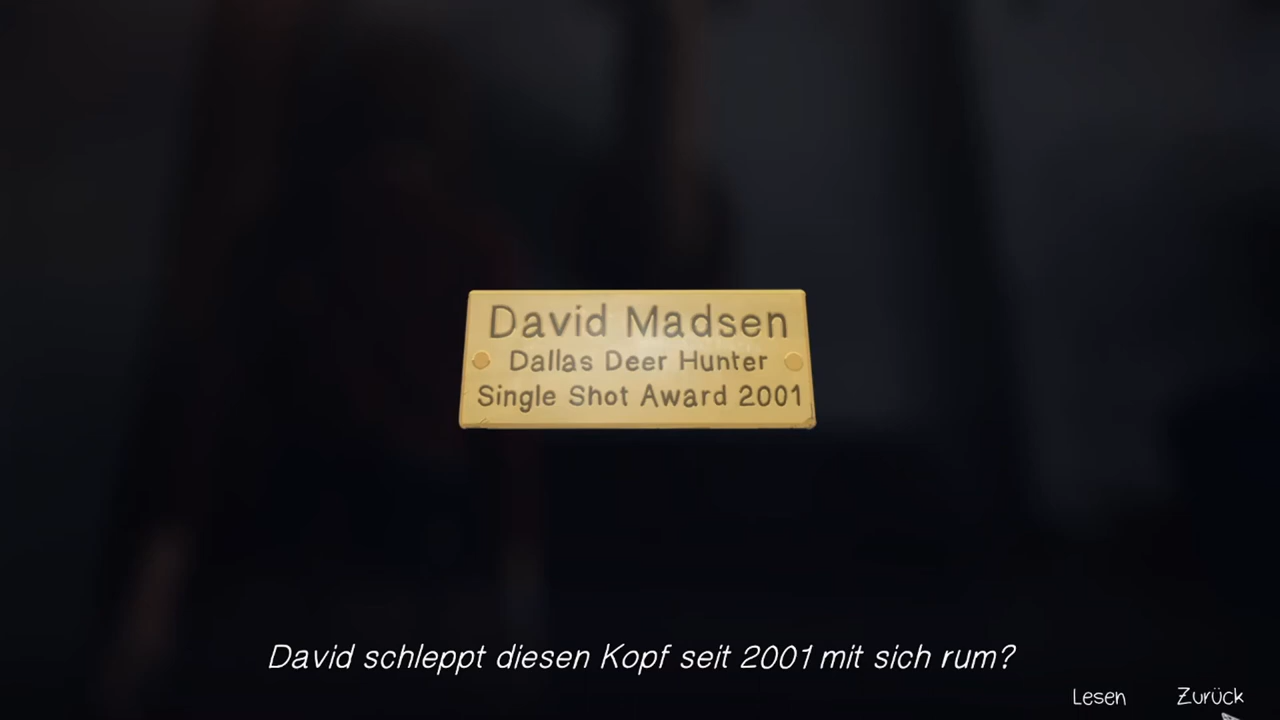 David Madsen
Dallas Deer Hunter
Single Shot Award 2001
David schleppt diesen Kopf seit 2001 mit sich rum?
Lesen Zurück